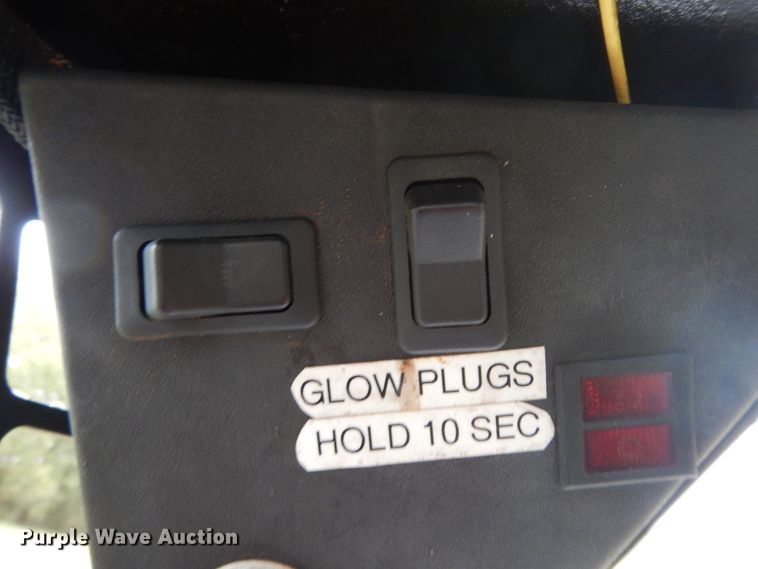 GLOW PLUGS
HOLD 10 SEC
Purple Wave Auction